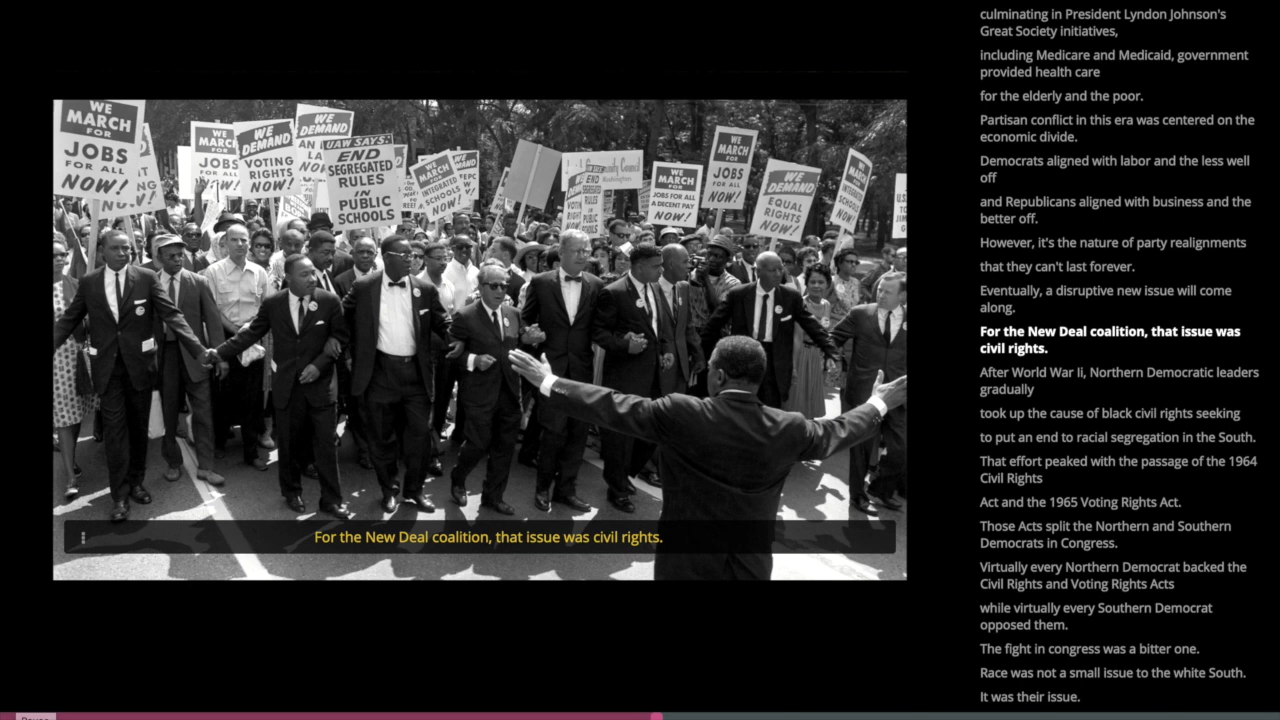 WE
MARCH
FOR
JOBS
FOR ALL
NOW!
WE
MARCH
FOR
JOBS
FOR ALL
NOW!
WE
DEMAND
VOTING
RIGHTS
NOW!
WE
DEMAND
AN
UAW SAYS:
END
SEGREGATED
RULES
IN
PUBLIC
SCHOOLS
WE
MARCH
FOR
INTEGRATED
SCHOOLS
NOW!
WE
MARCH
FOR
JOBS FOR ALL
A DECENT PAY
NOW!
WE
MARCH
FOR
JOBS
FOR ALL
NOW!
WE
DEMAND
EQUAL
RIGHTS
NOW!
For the New Deal coalition, that issue was civil rights.
culminating in President Lyndon Johnson's
Great Society initiatives,
including Medicare and Medicaid, government
provided health care
for the elderly and the poor.
Partisan conflict in this era was centered on the
economic divide.
Democrats aligned with labor and the less well
off
and Republicans aligned with business and the
better off.
However, it's the nature of party realignments
that they can't last forever.
Eventually, a disruptive new issue will come
along.
For the New Deal coalition, that issue was
civil rights.
After World War Ii, Northern Democratic leaders
gradually
took up the cause of black civil rights seeking
to put an end to racial segregation in the South.
That effort peaked with the passage of the 1964
Civil Rights
Act and the 1965 Voting Rights Act.
Those Acts split the Northern and Southern
Democrats in Congress.
Virtually every Northern Democrat backed the
Civil Rights and Voting Rights Acts
while virtually every Southern Democrat
opposed them.
The fight in congress was a bitter one.
Race was not a small issue to the white South.
It was their issue.